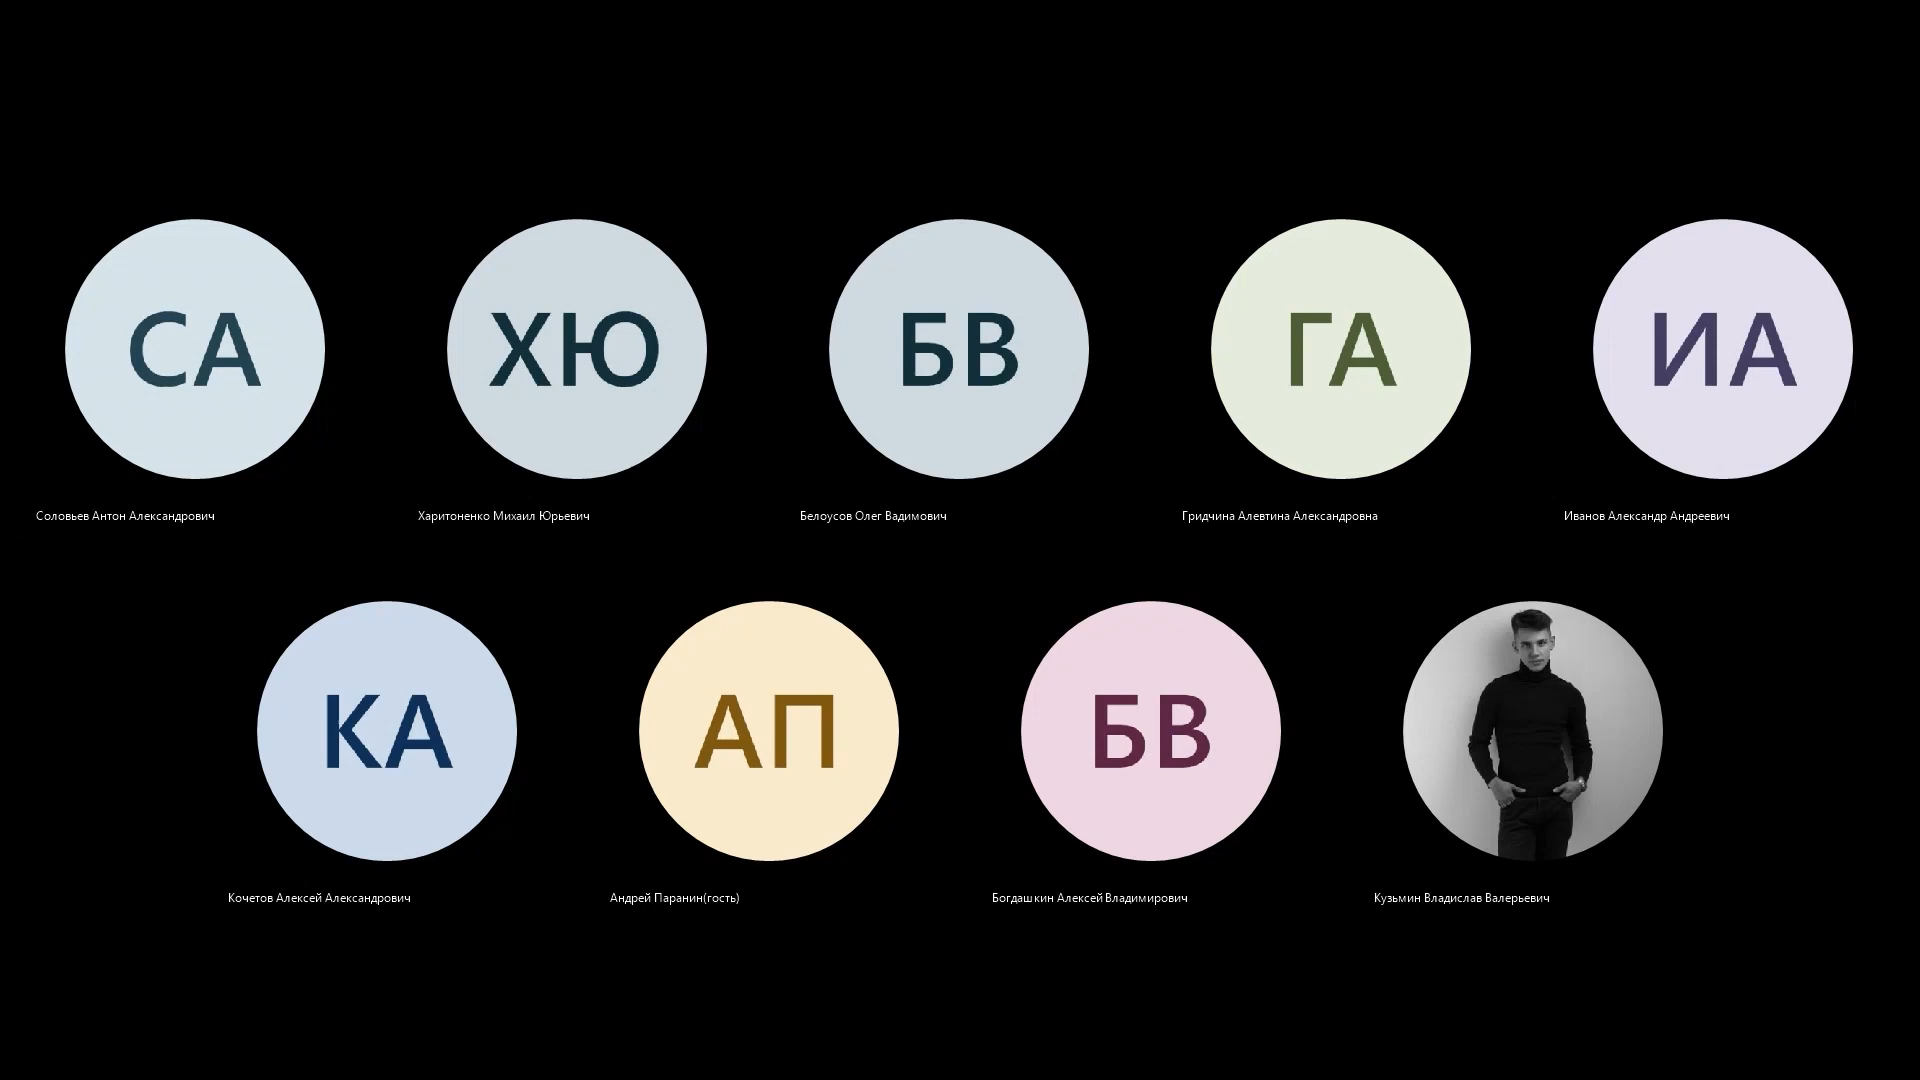 СА
ХЮ
БВ
ГА
ИА
Соловьев Антон Александрович
Харитоненко Михаил Юрьевич
Белоусов Олег Вадимович
Гридчина Алевтина Александровна
Иванов Александр Андреевич
КА
АП
БВ
Кочетов Алексей Александрович
Андрей Паранин(гость)
Богдашкин Алексей Владимирович
Кузьмин Владислав Валерьевич